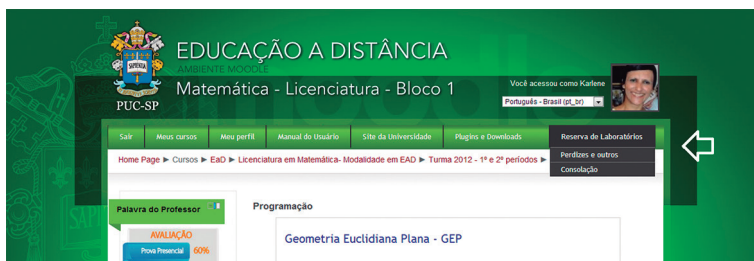 EDUCAÇÃO A DISTÂNCIA
AMBIENTE MOODLE
Matemática - Licenciatura - Bloco 1
SAPIENTIA
PUC-SP
Você acessou como Karlene
Português - Brasil (pt_br)
Sair Meus cursos Meu perfil Manual do Usuário Site da Universidade Plugins e Downloads Reserva de Laboratórios
Perdizes e outros
Consolação
Home Page ► Cursos ► EaD ► Licenciatura em Matemática- Modalidade em EAD ► Turma 2012 - 1º e 2º períodos ►
Palavra do Professor
AVALIAÇÃO
Prova Presencial 60%
Programação
Geometria Euclidiana Plana - GEP